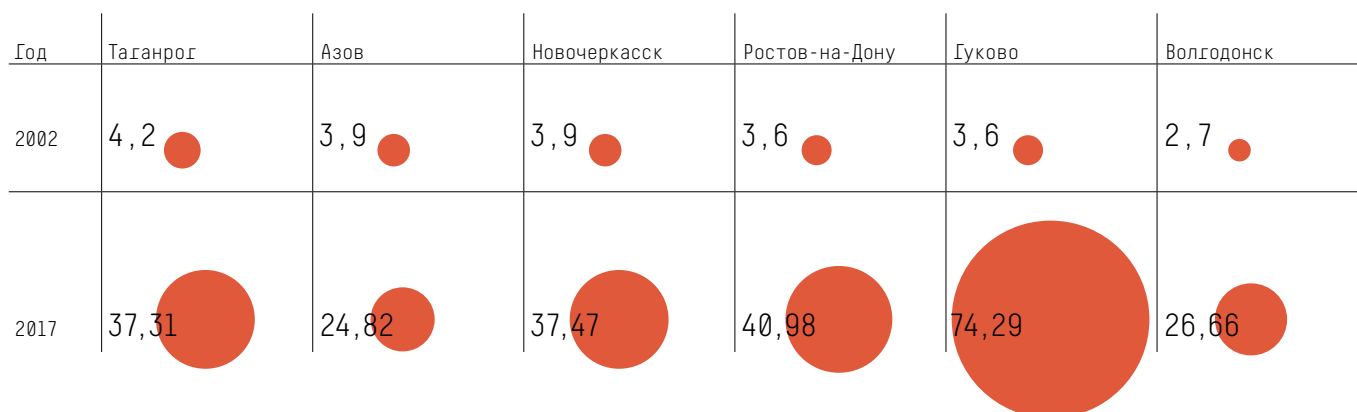 Год Таганрог Азов Новочеркасск Ростов-на-Дону Гуково Волгодонск
2002 4,2 3,9 3,9 3,6 3,6 2,7
2017 37,31 24,82 37,47 40,98 74,29 26,66